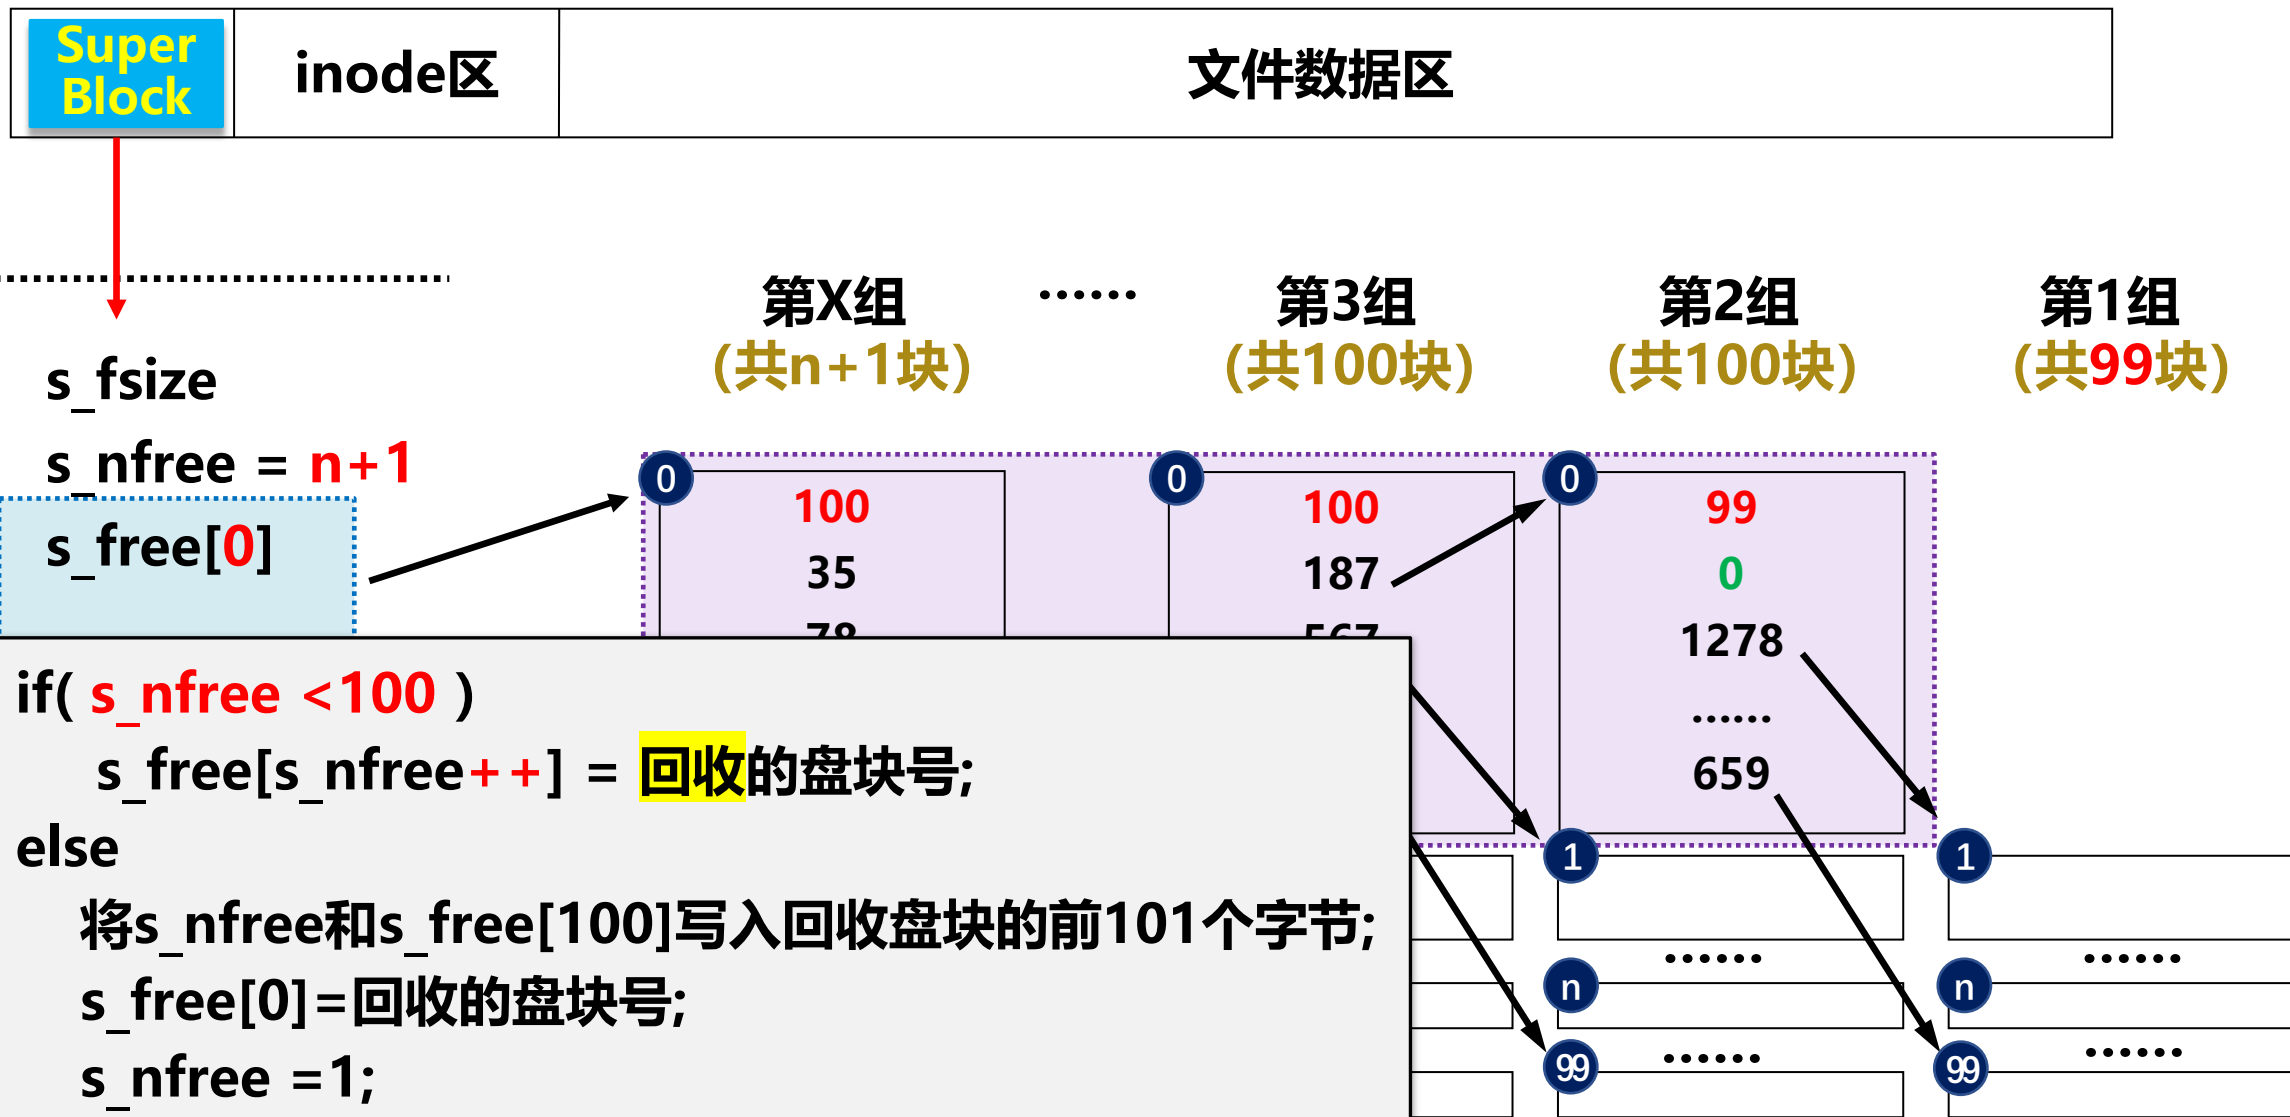 Super
Block
inode区
文件数据区
第X组
……
第3组
第2组
第1组
(共n+1块)
(共100块)
(共100块)
(共99块)
s_fsize
s_nfree = n+1
s_free[0]
0
100
35
78
0
100
187
567
0
99
0
1278
……
659
if( s_nfree <100 )
s_free[s_nfree++] = 回收的盘块号;
else
将s_nfree和s_free[100]写入回收盘块的前101个字节;
s_free[0]=回收的盘块号;
s_nfree =1;
1
……
n
……
99
1
……
n
……
99